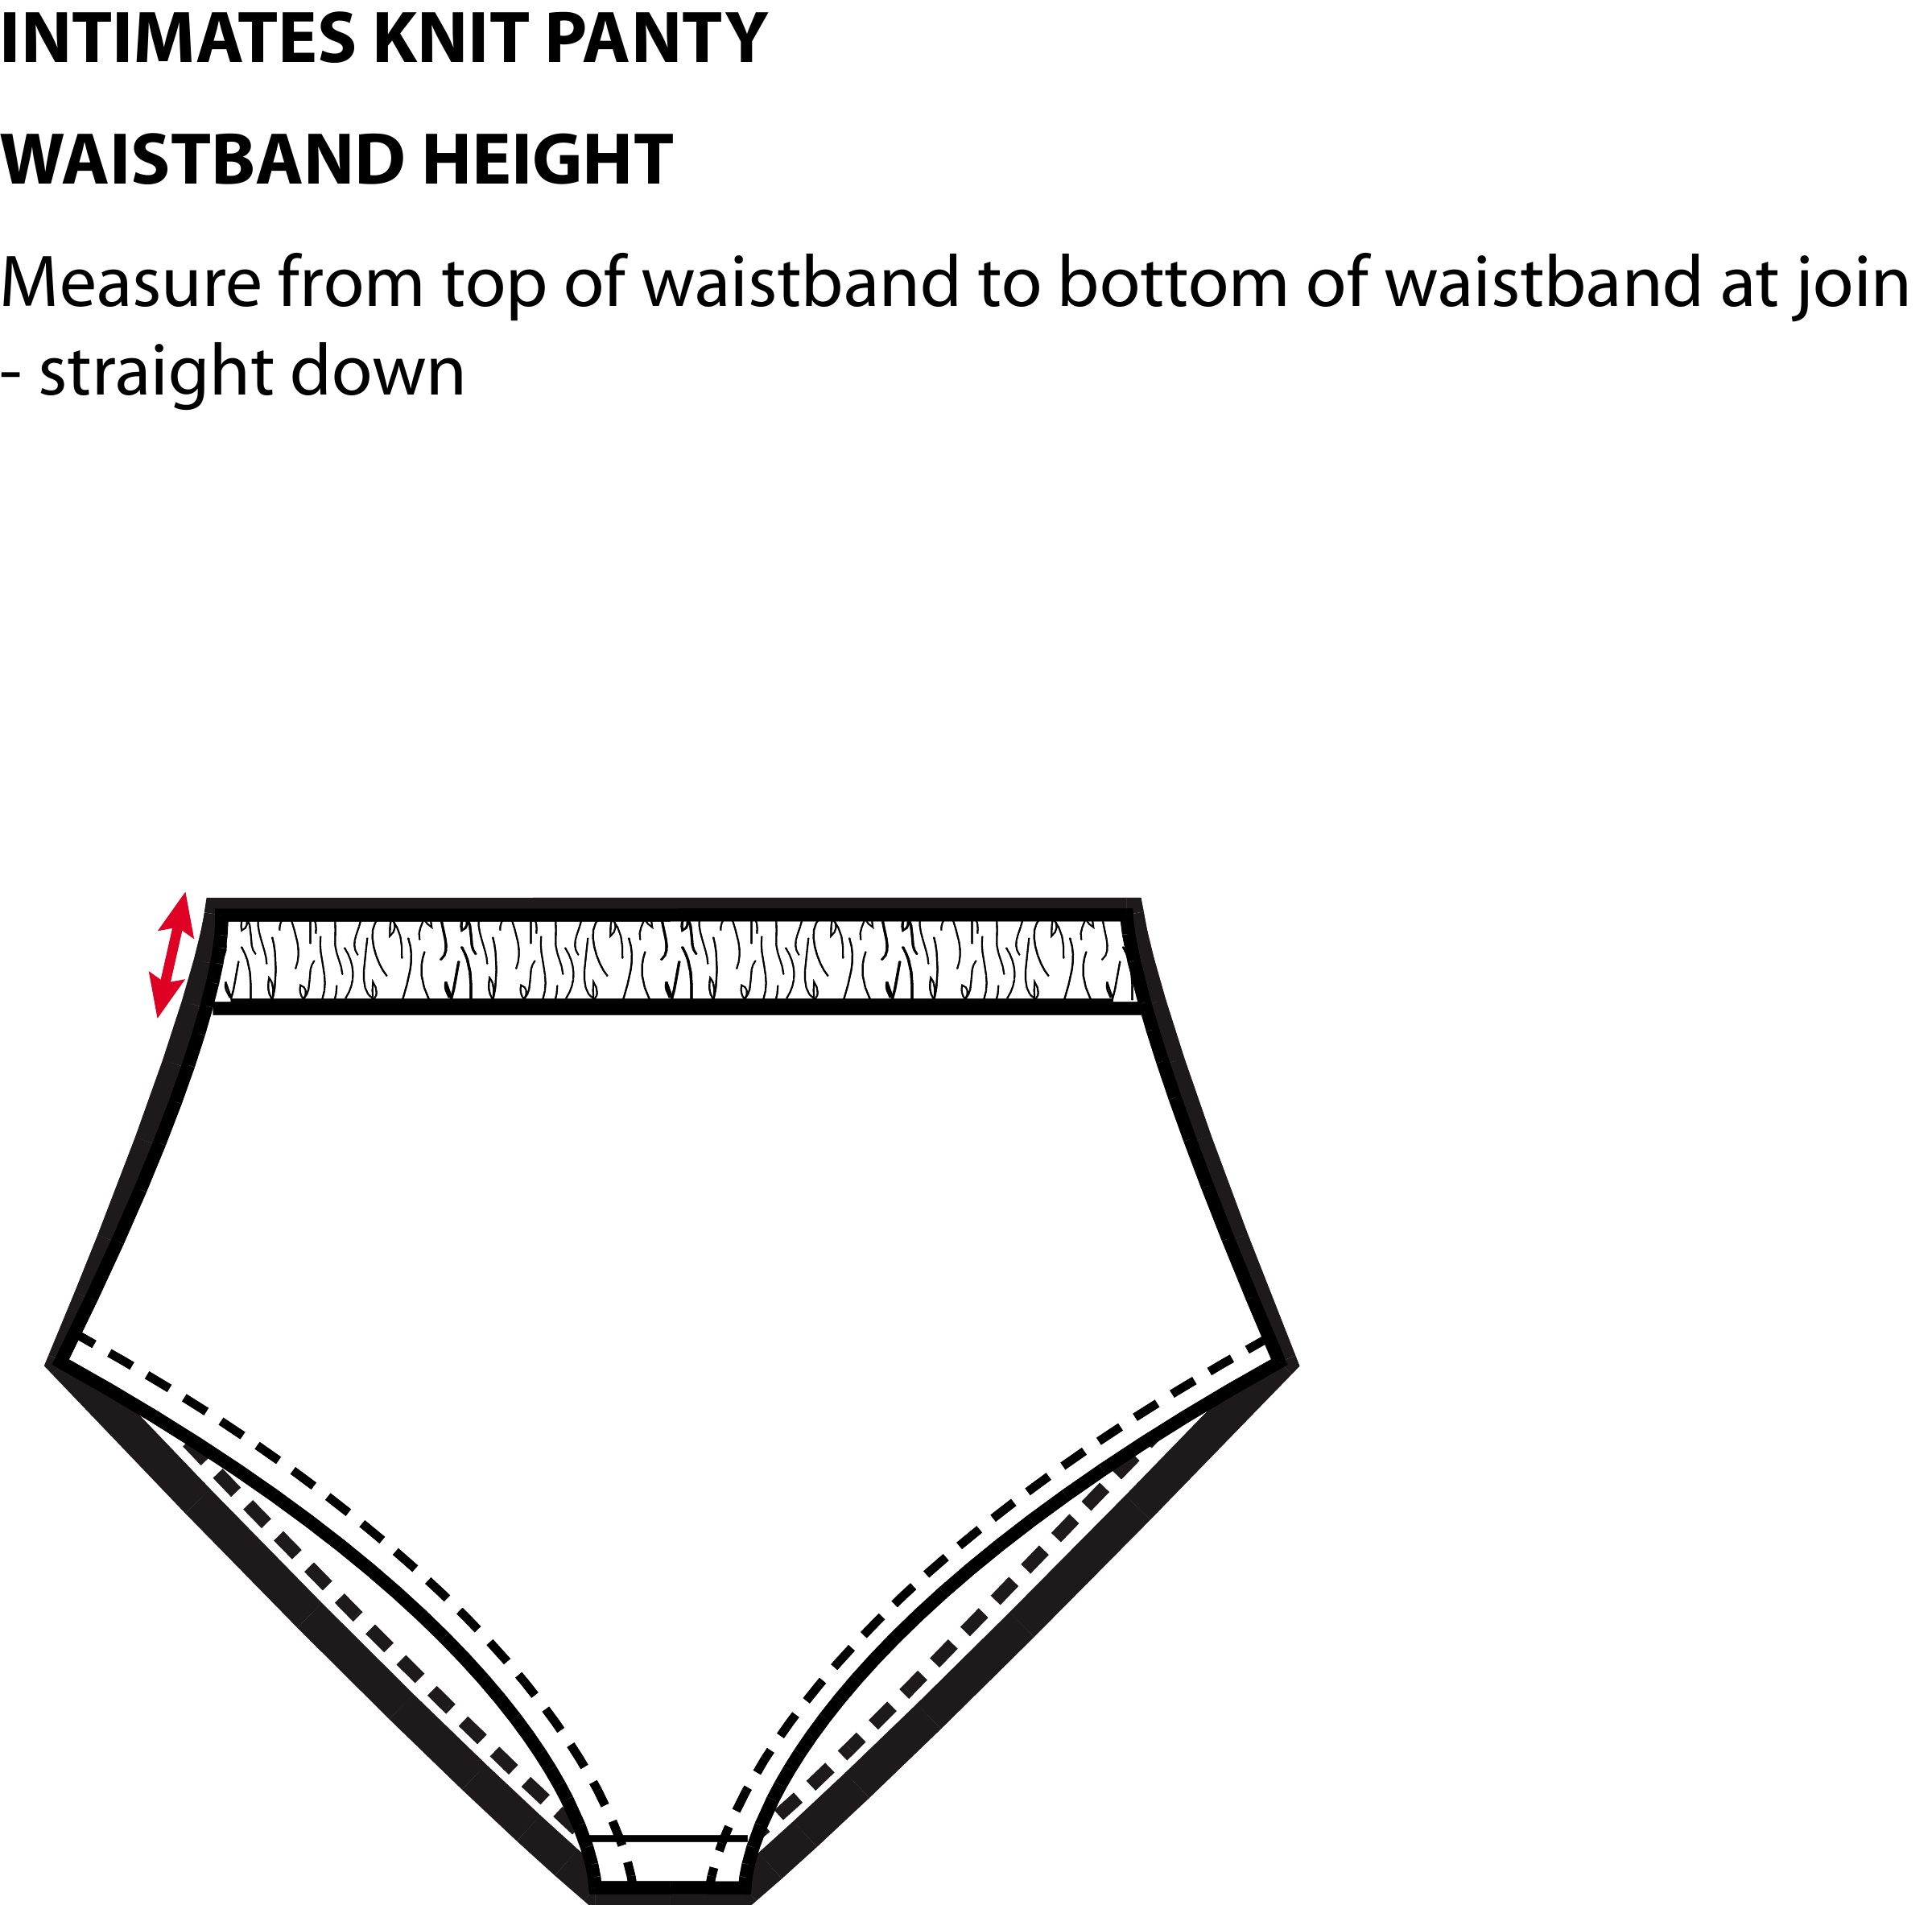 INTIMATES KNIT PANTY
WAISTBAND HEIGHT
Measure from top of waistband to bottom of waistband at join
- straight down